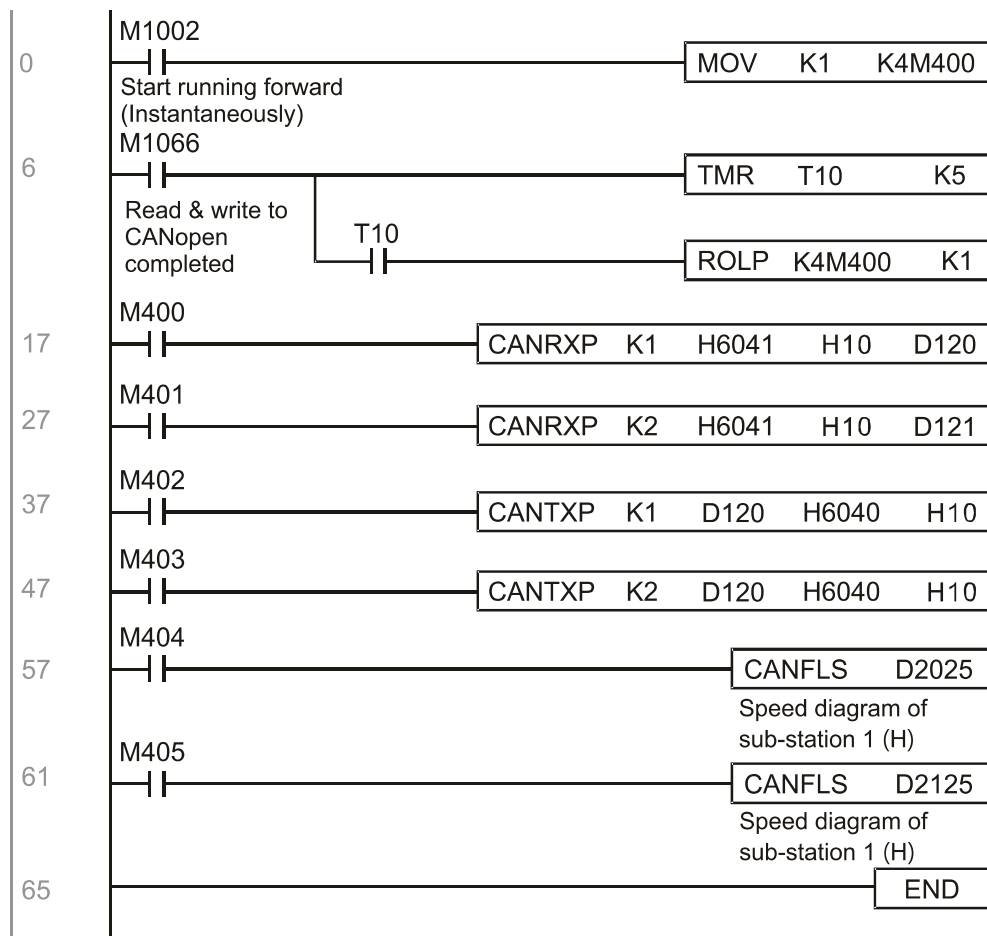 M1002
0 MOV K1 K4M400
Start running forward
(Instantaneously)
M1066
6 TMR T10 K5
Read & write to
CANopen
completed
T10
ROLP K4M400 K1
M400
17 CANRXP K1 H6041 H10 D120
M401
27 CANRXP K2 H6041 H10 D121
M402
37 CANTXP K1 D120 H6040 H10
M403
47 CANTXP K2 D120 H6040 H10
M404
57 CANFLS D2025
Speed diagram of
sub-station 1 (H)
M405
61 CANFLS D2125
Speed diagram of
sub-station 1 (H)
65 END